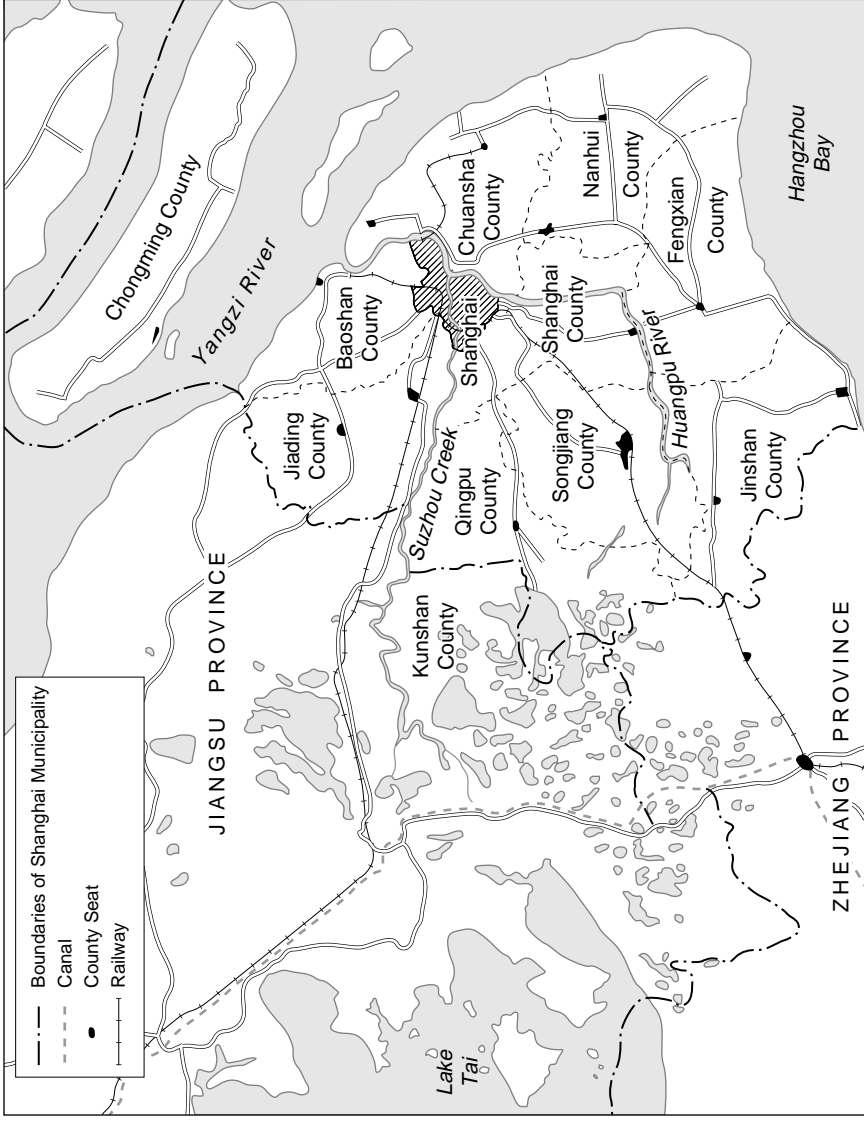 Boundaries of Shanghai Municipality
Canal
County Seat
Railway
JIANGSU PROVINCE
ZHEJIANG PROVINCE
Lake
Tai
Kunshan
County
Suzhou Creek
Qingpu
County
Jiading
County
Baoshan
County
Chongming County
Yangzi River
Shanghai
Chuansha
County
Shanghai
County
Songjiang
County
Huangpu River
Jinshan
County
Nanhui
County
Fengxian
County
Hangzhou
Bay